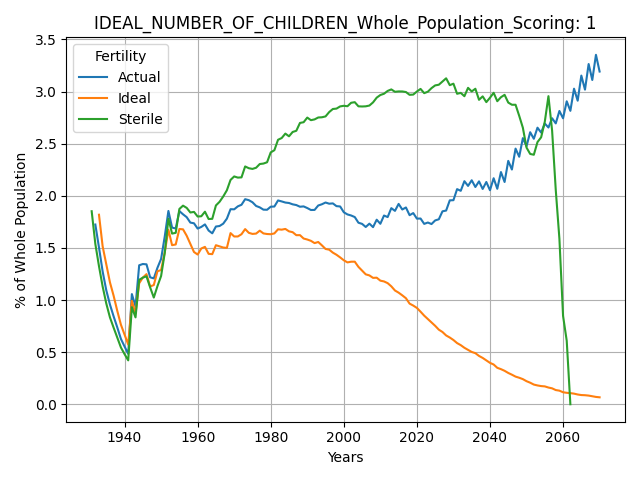 IDEAL_NUMBER_OF_CHILDREN_Whole_Population_Scoring: 1
Fertility
Actual
Ideal
Sterile
% of Whole Population
3.5
3.0
2.5
2.0
1.5
1.0
0.5
0.0
1940 1960 1980 2000 2020 2040 2060
Years